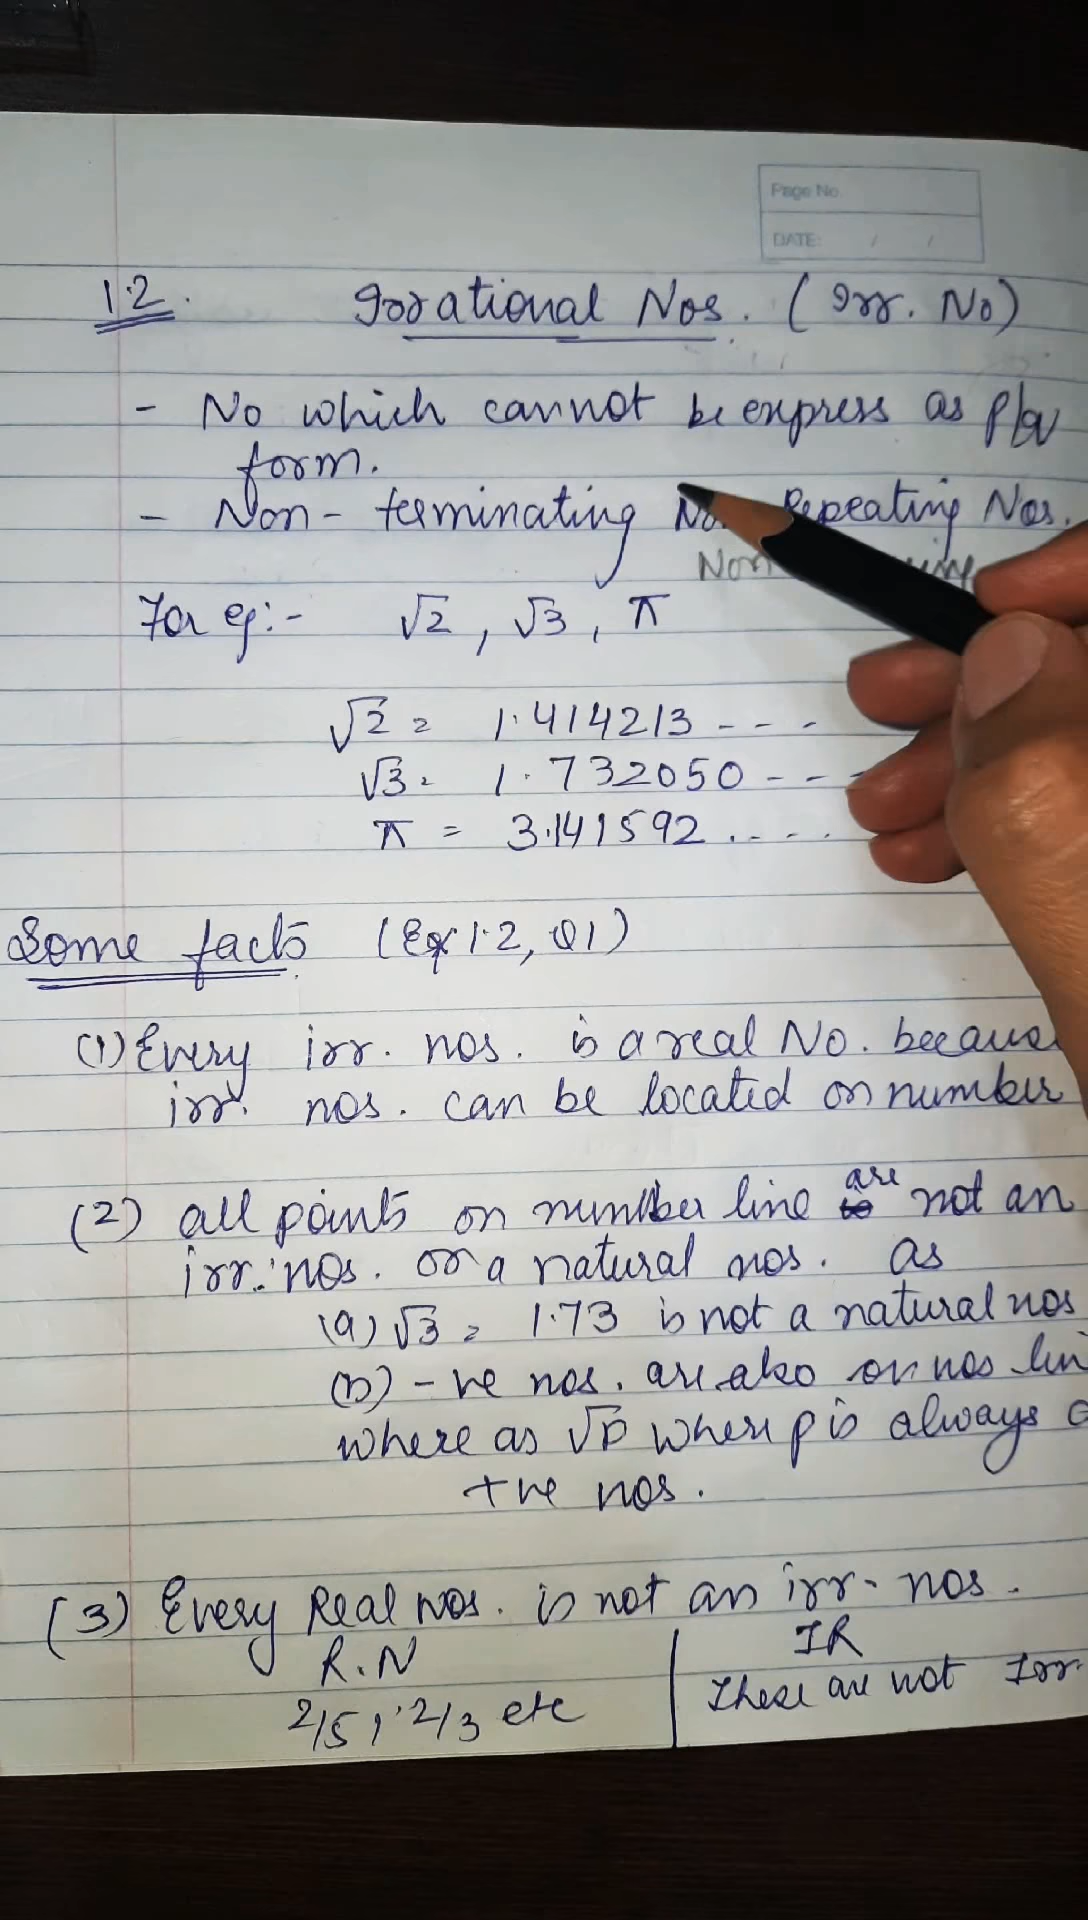 Page No.
DATE: / /
1.2. Irrational Nos. (Irr. No)
- No which cannot be express as p/q
form.
- Non-terminating Repeating Nos.
Non
For eg:- √2, √3, π
√2 = 1.414213 - - -
√3 = 1.732050 - - -
π = 3.141592 . . - .
Some facts (Ex 1.2, Q1)
(1) Every irr. nos. is a real No.
irr. nos. can be located on number
(2) all points on number line are not an
irr. nos. or a natural nos. as
(a) √3 = 1.73 is not a natural nos
(b) -ve nos. are also on nos
where as √p where p is always
+ve nos.
(3) Every Real nos. is not an irr. nos.
R.N IR
2/5, 2/3 etc These are not Irr.